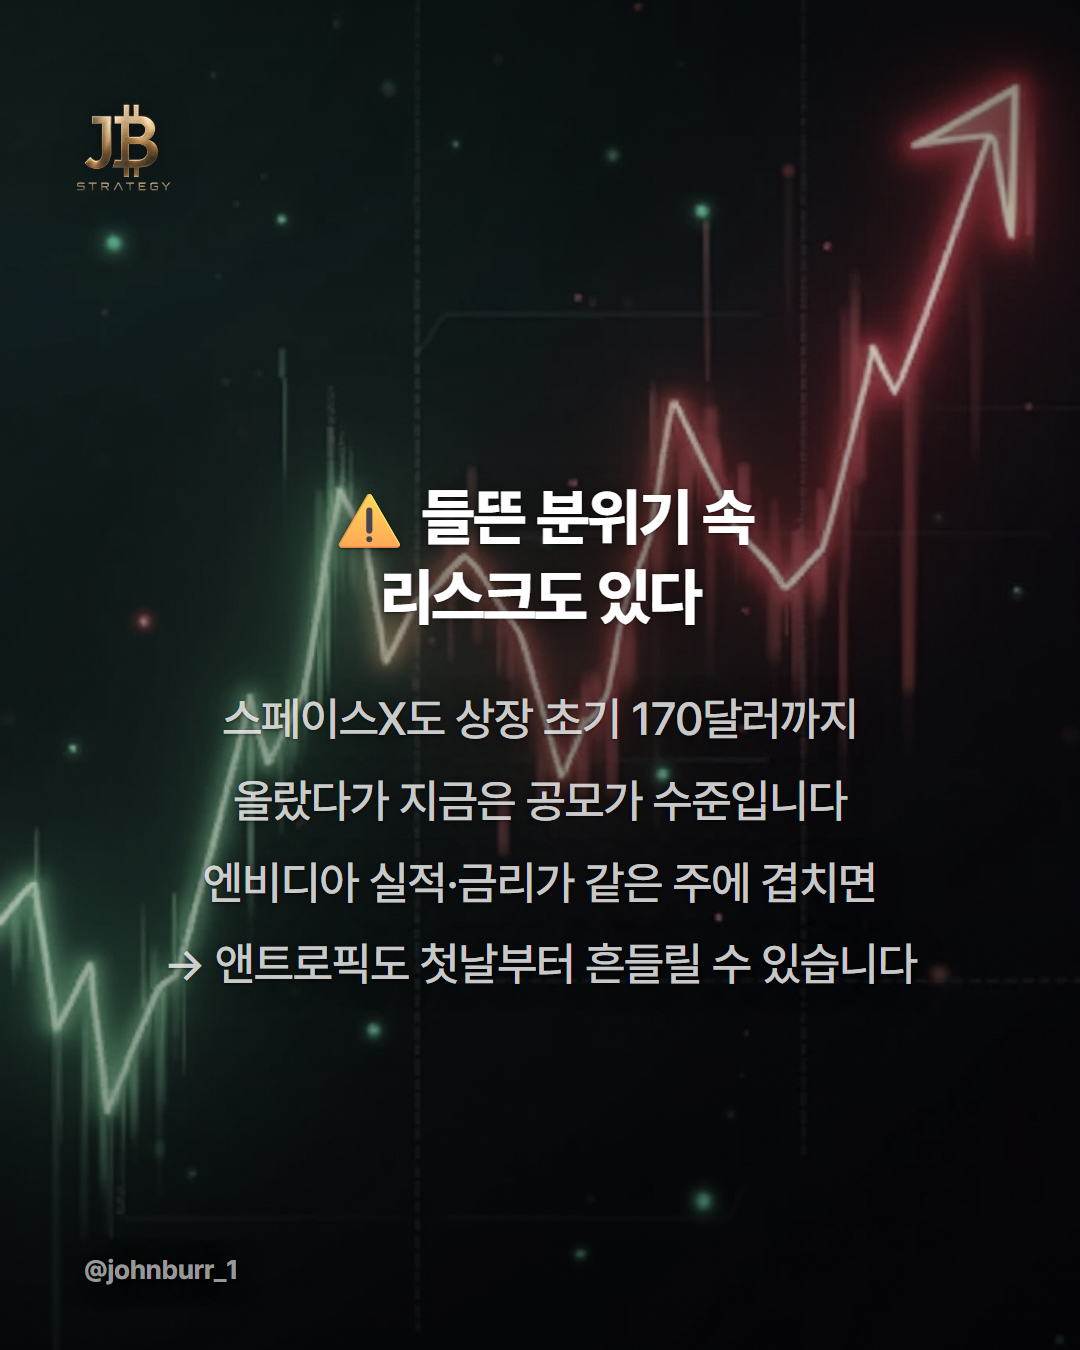 JB
STRATEGY
⚠️ 들뜬 분위기 속
리스크도 있다
스페이스X도 상장 초기 170달러까지
올랐다가 지금은 공모가 수준입니다
엔비디아 실적·금리가 같은 주에 겹치면
→ 앤트로픽도 첫날부터 흔들릴 수 있습니다
@johnburr_1